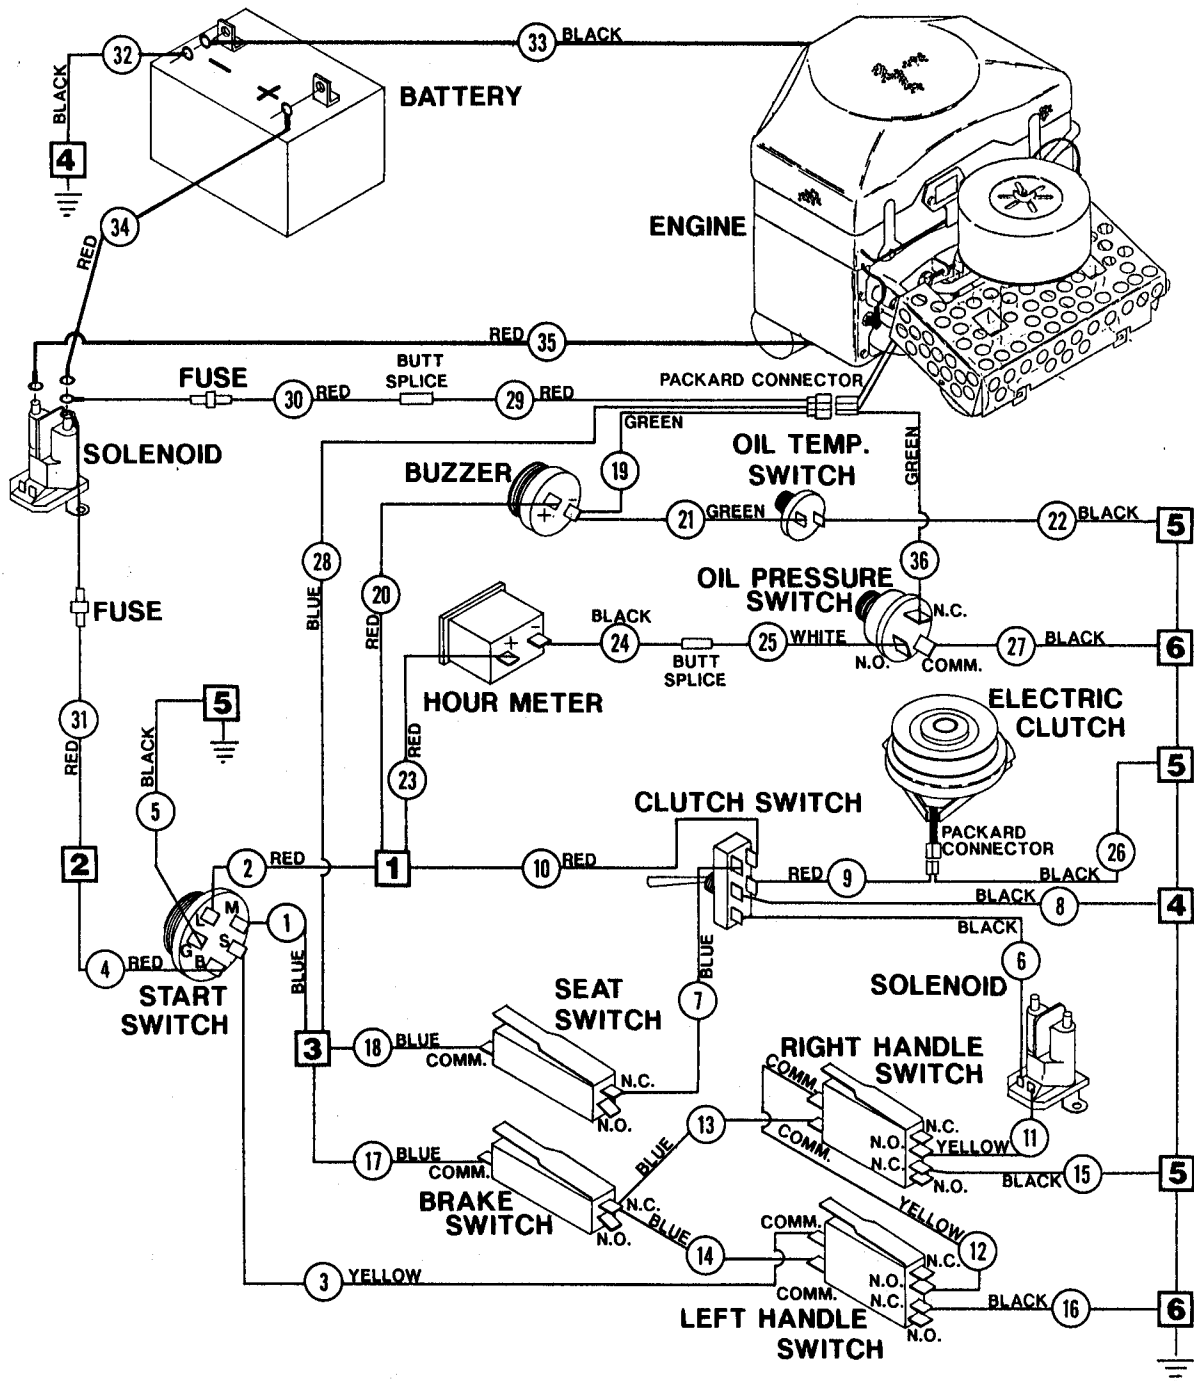 32
33
BLACK
BLACK
BATTERY
4
34
RED
ENGINE
RED
35
BUTT
SPLICE
PACKARD CONNECTOR
FUSE
30
RED
29
RED
GREEN
SOLENOID
BUZZER
19
OIL TEMP.
SWITCH
GREEN
21
GREEN
22
BLACK
5
28
BLUE
20
RED
36
OIL PRESSURE
SWITCH
N.C.
N.O.
COMM.
27
BLACK
6
FUSE
BLACK
24
25
WHITE
BUTT
SPLICE
HOUR METER
31
RED
5
BLACK
5
RED
23
ELECTRIC
CLUTCH
5
CLUTCH SWITCH
PACKARD
CONNECTOR
26
2
2
RED
1
10
RED
RED
9
BLACK
BLACK
8
4
BLACK
L
M
G
S
B
1
BLUE
4
RED
START
SWITCH
BLUE
7
6
SOLENOID
SEAT
SWITCH
3
18
BLUE
COMM.
N.C.
N.O.
RIGHT HANDLE
SWITCH
COMM.
COMM.
N.C.
N.O.
N.C.
N.O.
YELLOW
11
13
BLUE
17
BLUE
COMM.
BRAKE
SWITCH
N.C.
N.O.
BLACK
15
5
BLUE
14
YELLOW
12
COMM.
COMM.
N.C.
N.O.
N.C.
N.O.
3
YELLOW
LEFT HANDLE
SWITCH
BLACK
16
6